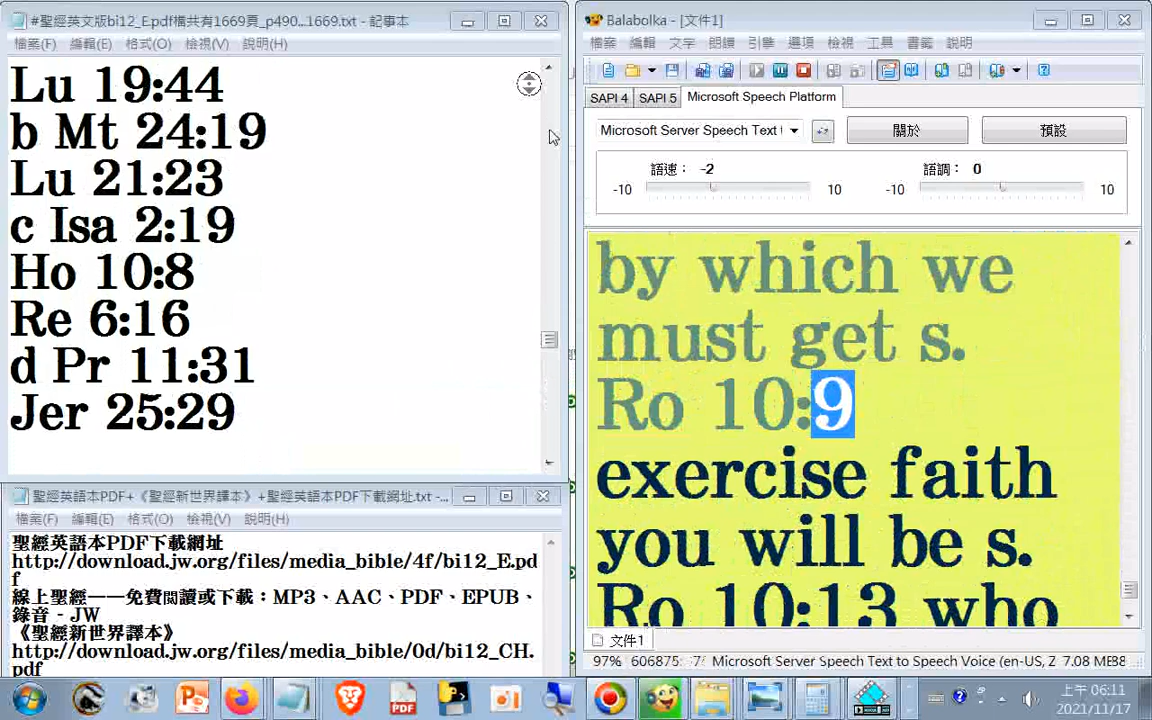 #聖經英文版bi12_E.pdf檔共有1669頁_p490...1669.txt - 記事本
檔案(F) 編輯(E) 格式(O) 檢視(V) 說明(H)
Lu 19:44
b Mt 24:19
Lu 21:23
c Isa 2:19
Ho 10:8
Re 6:16
d Pr 11:31
Jer 25:29
聖經英語本PDF+《聖經新世界譯本》+聖經英語本PDF下載網址.txt -...
檔案(F) 編輯(E) 格式(O) 檢視(V) 說明(H)
聖經英語本PDF下載網址
http://download.jw.org/files/media_bible/4f/bi12_E.pd
f
線上聖經——免費閱讀或下載：MP3、AAC、PDF、EPUB、
錄音 - JW
《聖經新世界譯本》
http://download.jw.org/files/media_bible/0d/bi12_CH.
pdf
Balabolka - [文件1]
檔案 編輯 文字 朗讀 引擎 選項 檢視 工具 書籤 說明
SAPI 4 SAPI 5 Microsoft Speech Platform
Microsoft Server Speech Text 關於 預設
語速： -2 語調： 0
-10 10 -10 10
by which we
must get s.
Ro 10:9
exercise faith
you will be s.
Ro 10:13 who
文件1
97% 606875: Microsoft Server Speech Text to Speech Voice (en-US, Z 7.08 MB
PDF
上午 06:11
2021/11/17